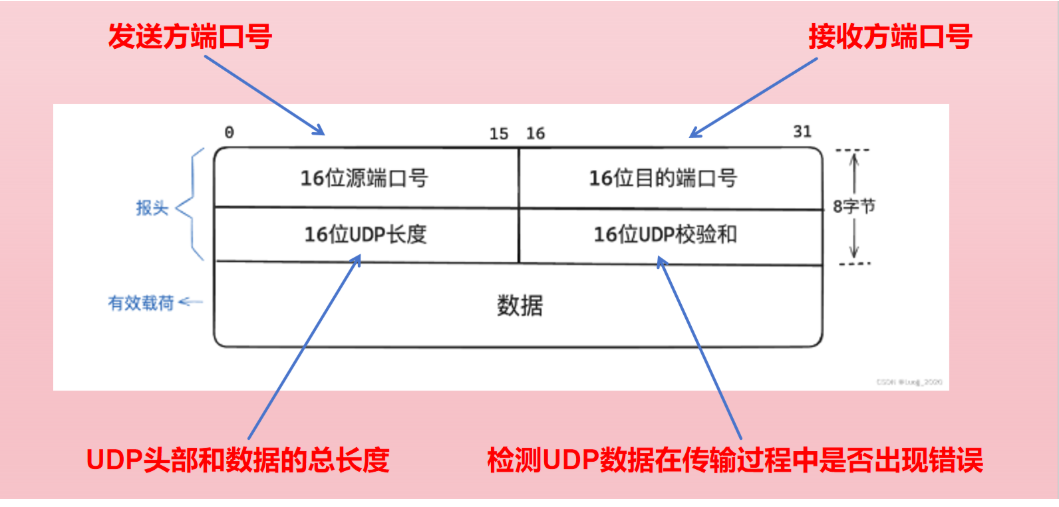 发送方端口号 接收方端口号
0 15 16 31
16位源端口号 16位目的端口号
报头 8字节
16位UDP长度 16位UDP校验和
有效载荷 数据
UDP头部和数据的总长度 检测UDP数据在传输过程中是否出现错误